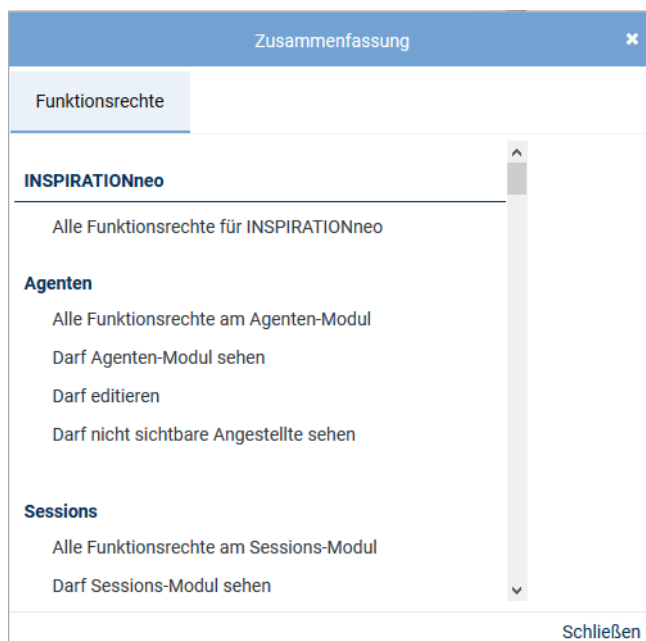 Zusammenfassung
Funktionsrechte
INSPIRATIONneo
Alle Funktionsrechte für INSPIRATIONneo
Agenten
Alle Funktionsrechte am Agenten-Modul
Darf Agenten-Modul sehen
Darf editieren
Darf nicht sichtbare Angestellte sehen
Sessions
Alle Funktionsrechte am Sessions-Modul
Darf Sessions-Modul sehen
Schließen